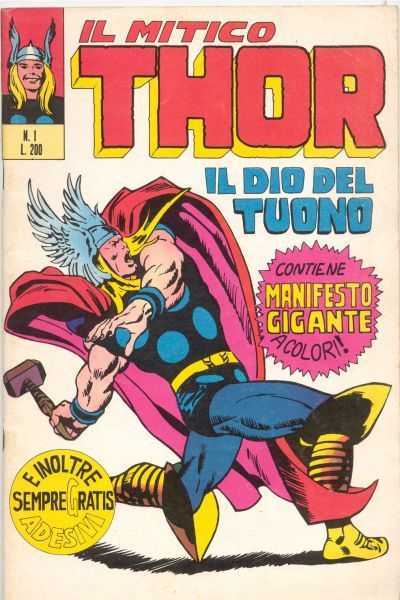 IL MITICO
THOR
N. 1
L. 200
IL DIO DEL
TUONO
CONTIENE
MANIFESTO
GIGANTE
A COLORI!
E INOLTRE
SEMPRE GRATIS
ADESIVI